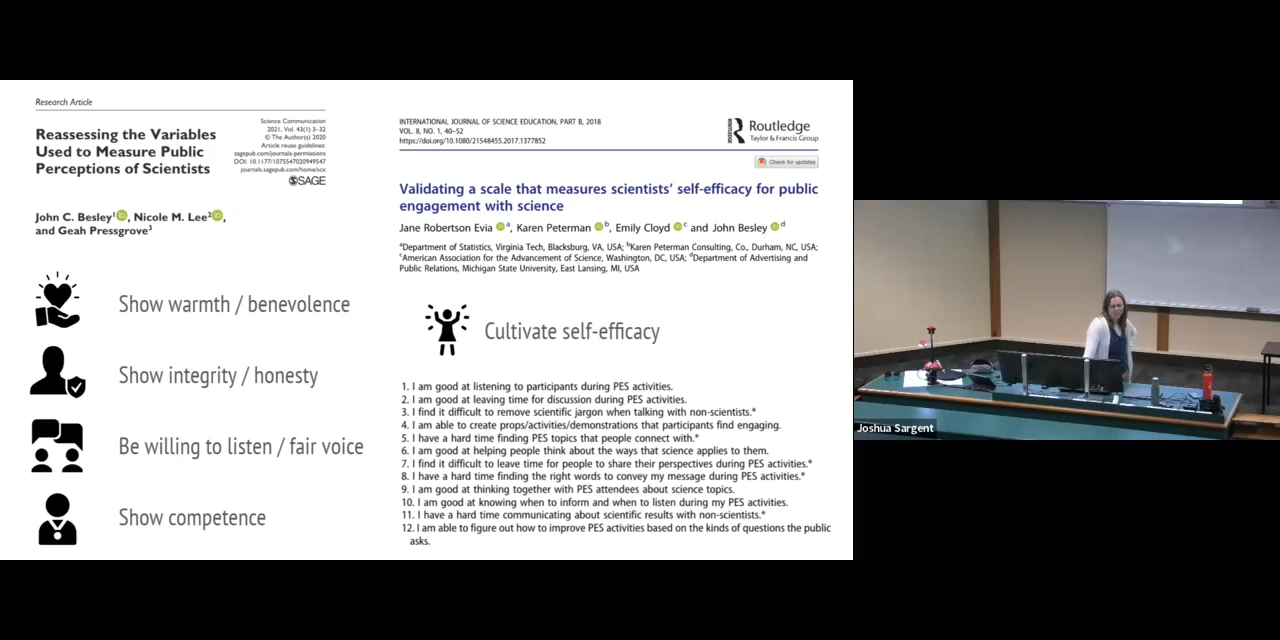 Research Article
Reassessing the Variables
Used to Measure Public
Perceptions of Scientists
Science Communication
2021, Vol. 43(1) 3–32
© The Author(s) 2020
Article reuse guidelines:
sagepub.com/journals-permissions
DOI: 10.1177/1075547020949547
journals.sagepub.com/home/scx
SAGE
John C. Besley1, Nicole M. Lee2,
and Geah Pressgrove3
Show warmth / benevolence
Show integrity / honesty
Be willing to listen / fair voice
Show competence
INTERNATIONAL JOURNAL OF SCIENCE EDUCATION, PART B, 2018
VOL. 8, NO. 1, 40–52
https://doi.org/10.1080/21548455.2017.1377852
Routledge
Taylor & Francis Group
Check for updates
Validating a scale that measures scientists’ self-efficacy for public
engagement with science
Jane Robertson Evia a, Karen Peterman b, Emily Cloyd c and John Besley d
aDepartment of Statistics, Virginia Tech, Blacksburg, VA, USA; bKaren Peterman Consulting, Co., Durham, NC, USA;
cAmerican Association for the Advancement of Science, Washington, DC, USA; dDepartment of Advertising and
Public Relations, Michigan State University, East Lansing, MI, USA
Cultivate self-efficacy
1. I am good at listening to participants during PES activities.
2. I am good at leaving time for discussion during PES activities.
3. I find it difficult to remove scientific jargon when talking with non-scientists.*
4. I am able to create props/activities/demonstrations that participants find engaging.
5. I have a hard time finding PES topics that people connect with.*
6. I am good at helping people think about the ways that science applies to them.
7. I find it difficult to leave time for people to share their perspectives during PES activities.*
8. I have a hard time finding the right words to convey my message during PES activities.*
9. I am good at thinking together with PES attendees about science topics.
10. I am good at knowing when to inform and when to listen during my PES activities.
11. I have a hard time communicating about scientific results with non-scientists.*
12. I am able to figure out how to improve PES activities based on the kinds of questions the public
asks.
Joshua Sargent